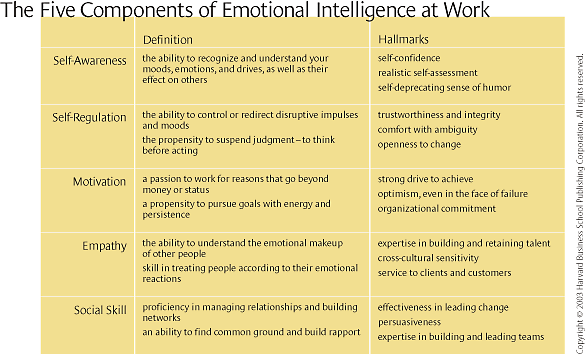 The Five Components of Emotional Intelligence at Work
Definition
Hallmarks
Self-Awareness
the ability to recognize and understand your
moods, emotions, and drives, as well as their
effect on others
self-confidence
realistic self-assessment
self-deprecating sense of humor
Self-Regulation
the ability to control or redirect disruptive impulses
and moods
the propensity to suspend judgment–to think
before acting
trustworthiness and integrity
comfort with ambiguity
openness to change
Motivation
a passion to work for reasons that go beyond
money or status
a propensity to pursue goals with energy and
persistence
strong drive to achieve
optimism, even in the face of failure
organizational commitment
Empathy
the ability to understand the emotional makeup
of other people
skill in treating people according to their emotional
reactions
expertise in building and retaining talent
cross-cultural sensitivity
service to clients and customers
Social Skill
proficiency in managing relationships and building
networks
an ability to find common ground and build rapport
effectiveness in leading change
persuasiveness
expertise in building and leading teams
Copyright © 2003 Harvard Business School Publishing Corporation. All rights reserved.